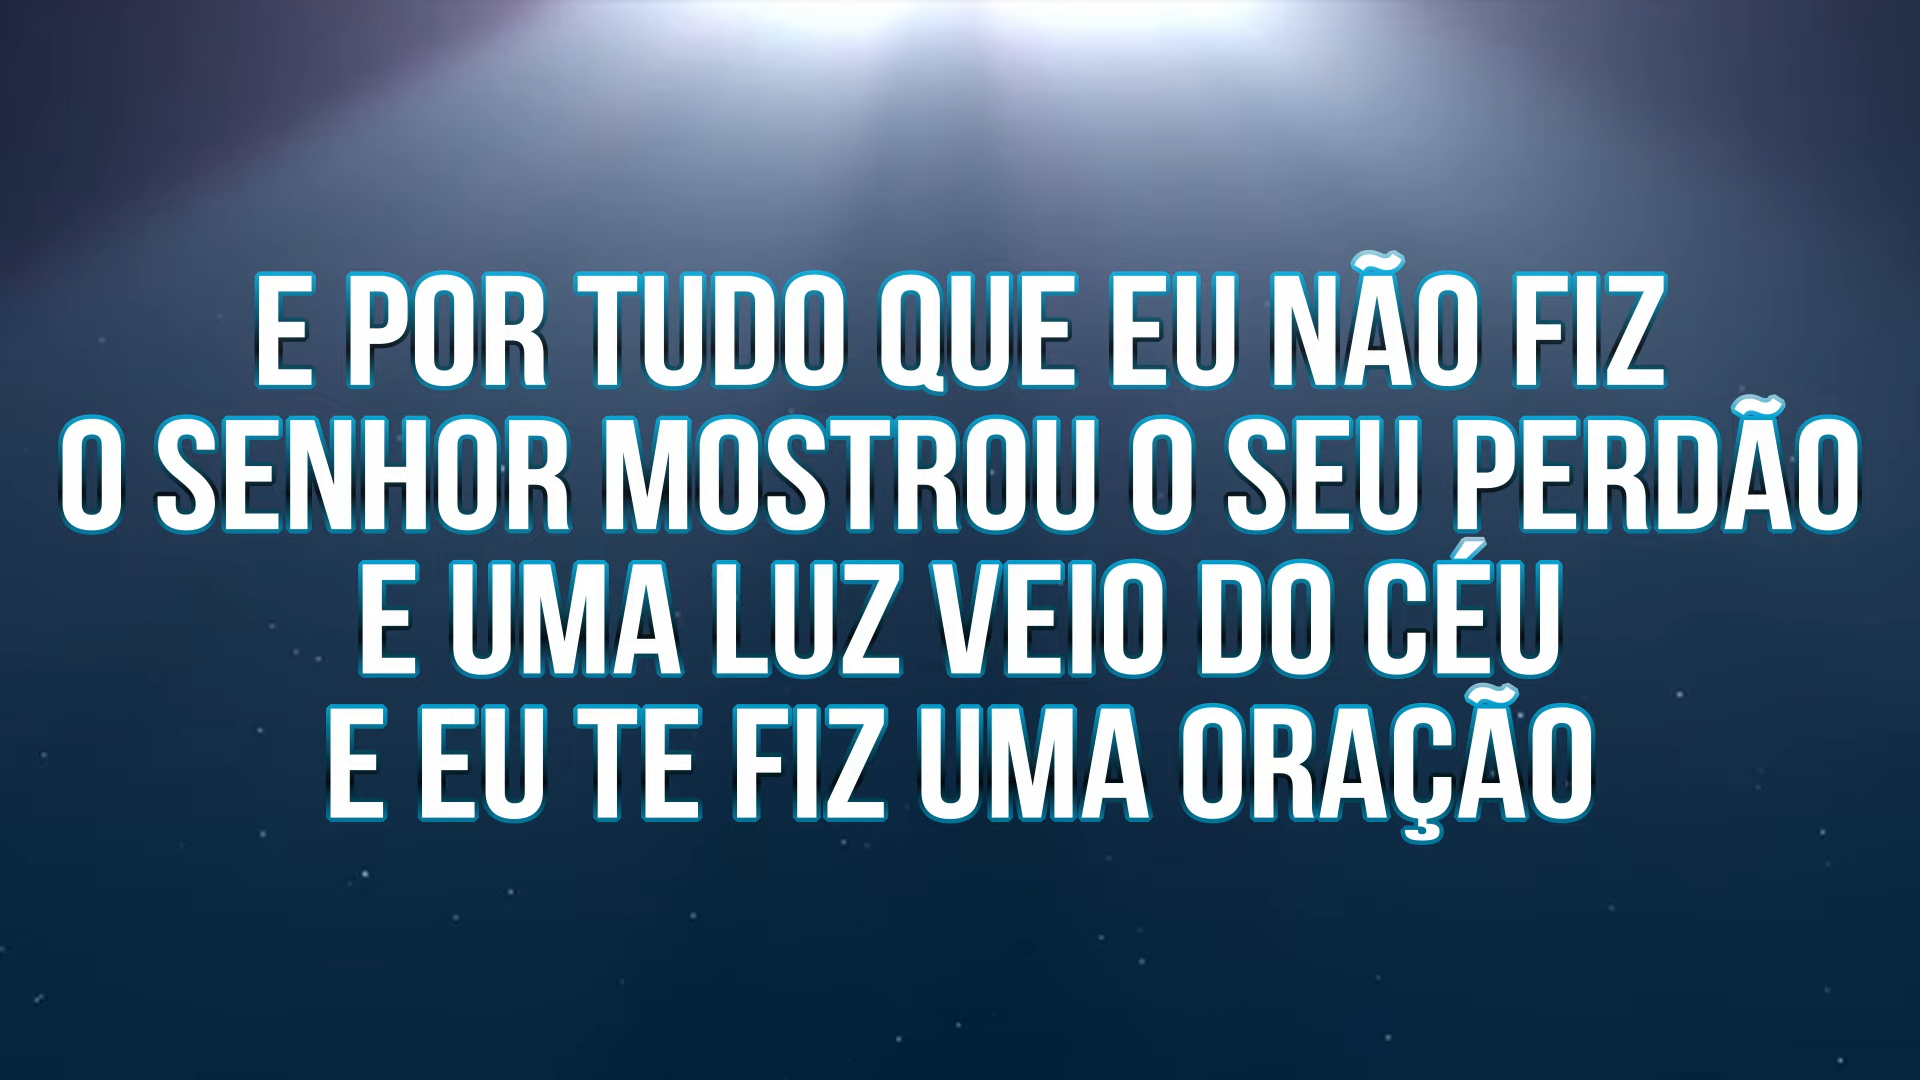 E POR TUDO QUE EU NÃO FIZ
O SENHOR MOSTROU O SEU PERDÃO
E UMA LUZ VEIO DO CÉU
E EU TE FIZ UMA ORAÇÃO